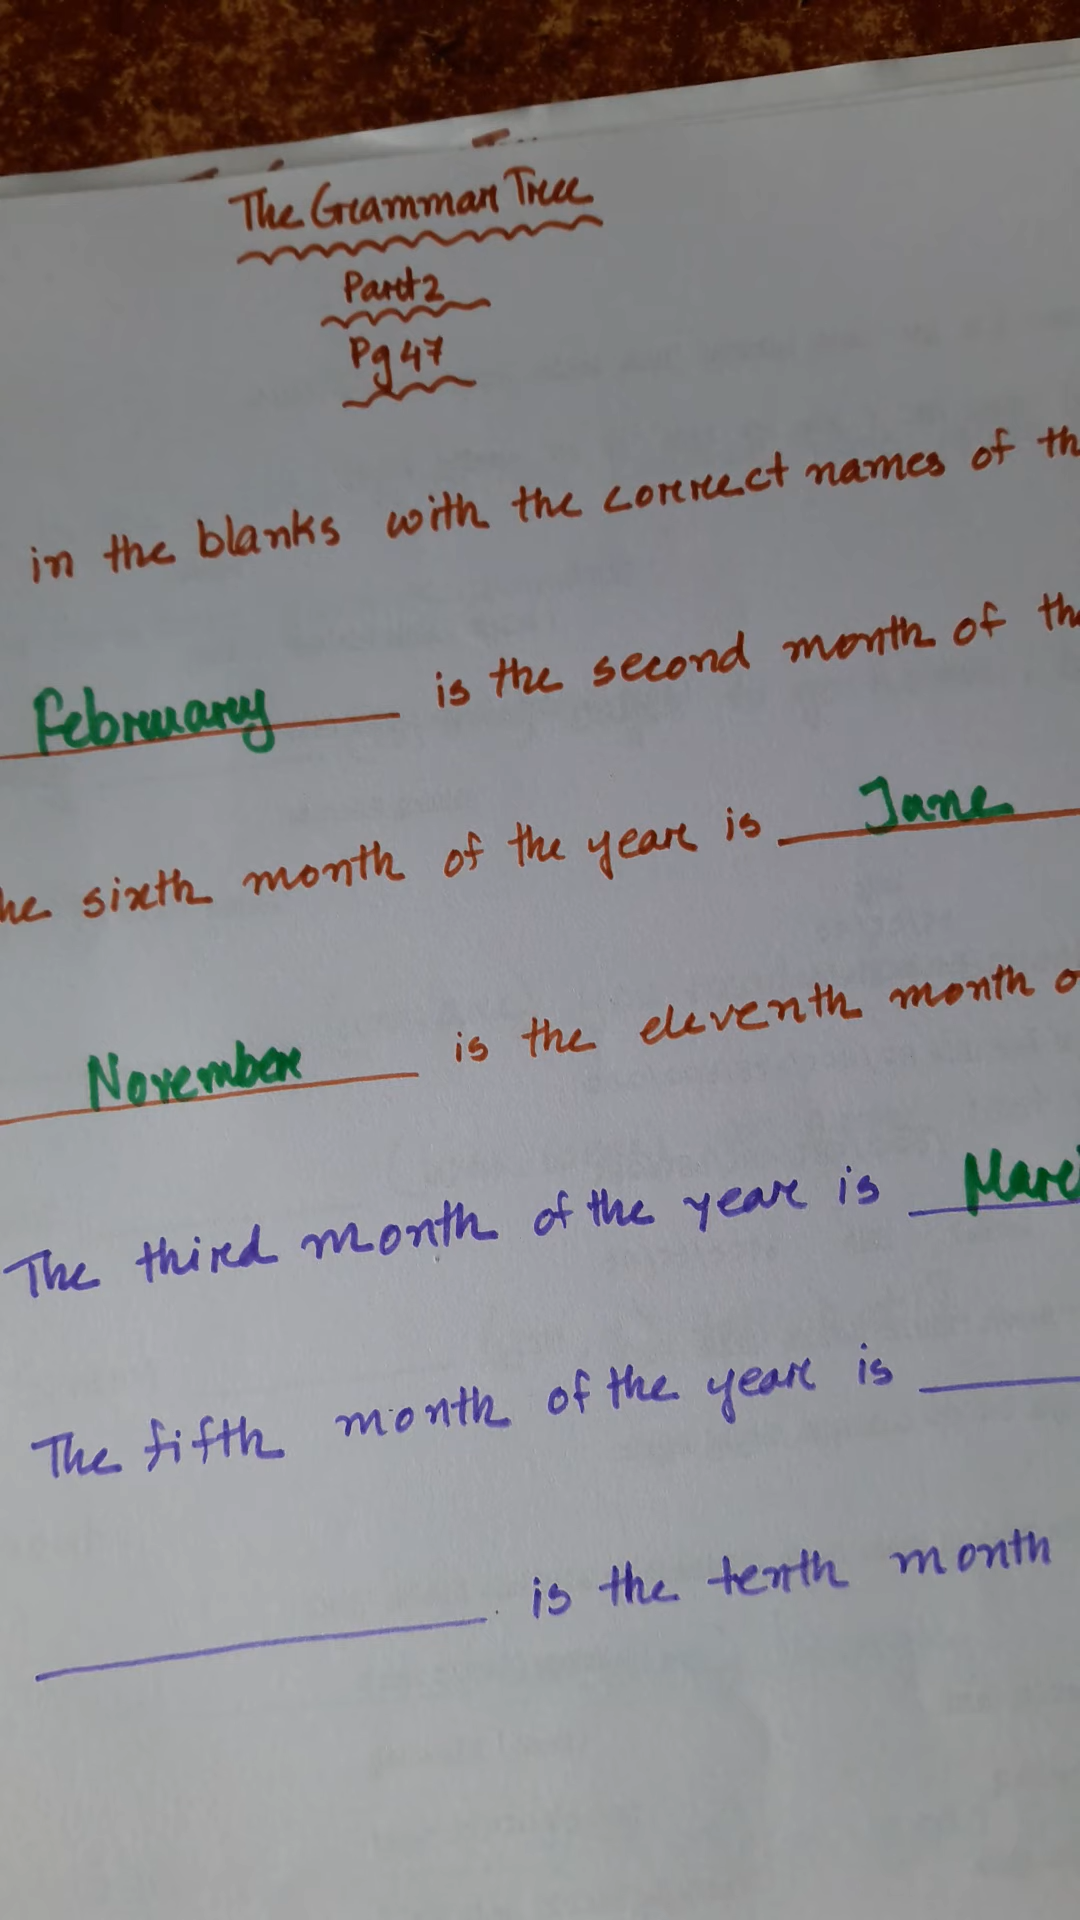 The Grammar Tree
Part 2
Pg 47
in the blanks with the correct names of th
February is the second month of the
he sixth month of the year is June
November is the eleventh month o
The third month of the year is Marc
The fifth month of the year is
is the tenth month